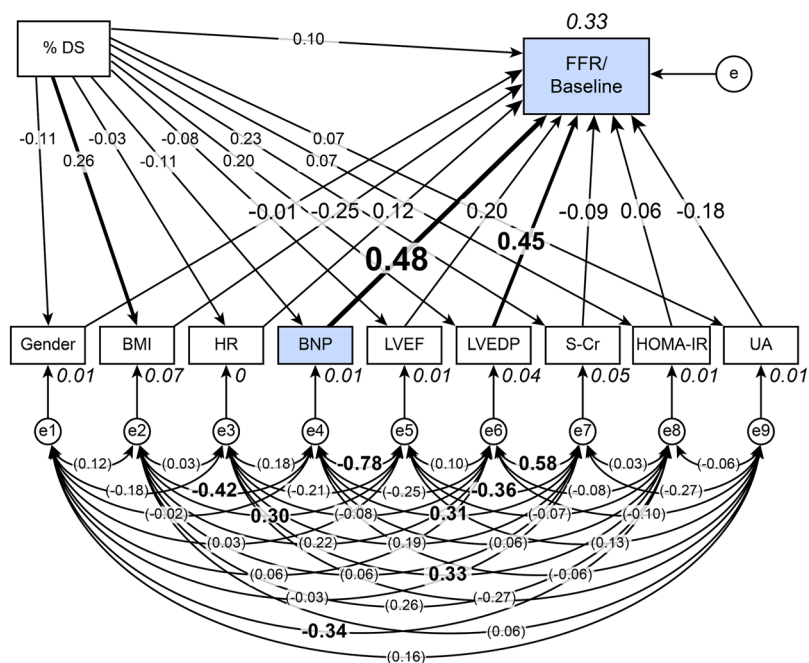 0.33
% DS
0.10
FFR/
Baseline
e
-0.11
-0.03
-0.08
0.23
0.07
0.26
-0.11
0.20
0.07
-0.01
-0.25
0.12
0.20
-0.09
0.06
-0.18
0.48
0.45
Gender
BMI
HR
BNP
LVEF
LVEDP
S-Cr
HOMA-IR
UA
0.01
0.07
0
0.01
0.01
0.04
0.05
0.01
0.01
e1
e2
e3
e4
e5
e6
e7
e8
e9
(0.12)
(0.03)
(0.18)
-0.78
(0.10)
0.58
(0.03)
(-0.06)
(-0.18)
-0.42
(-0.21)
(-0.25)
-0.36
(-0.08)
(-0.27)
(-0.02)
0.30
(-0.08)
0.31
(-0.07)
(-0.10)
(0.03)
(0.22)
(0.19)
(0.06)
(0.13)
(0.06)
(0.06)
0.33
(-0.06)
(-0.03)
(0.26)
(-0.27)
-0.34
(0.06)
(0.16)